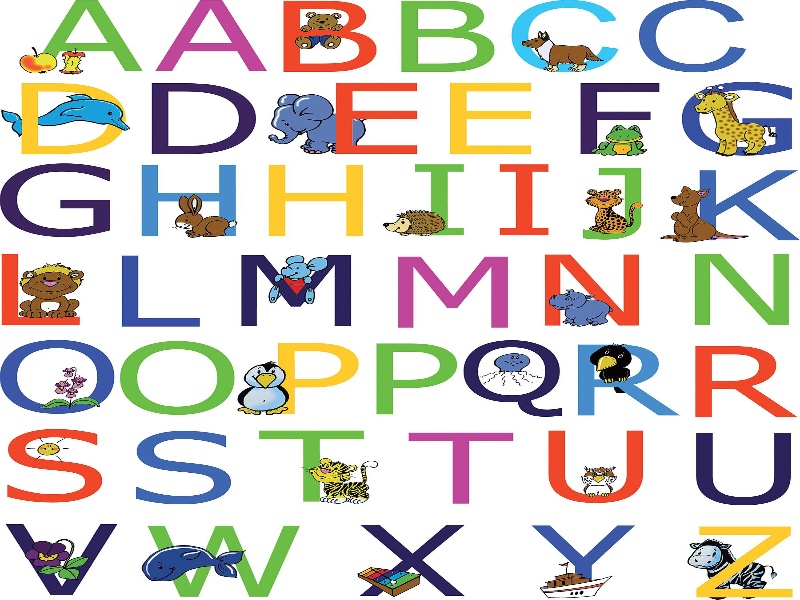 A A B B C C
D D E E F G
G H H I I J K
L L M M N N
O O P P Q R R
S S T T U U
V W X Y Z